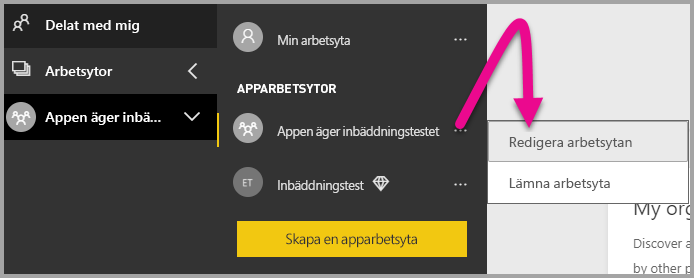 Delat med mig
Arbetsytor
Appen äger inbä...
Min arbetsyta
APPARBETSYTOR
Appen äger inbäddningstestet
ET
Inbäddningstest
Skapa en apparbetsyta
Redigera arbetsytan
Lämna arbetsyta
My org
Discover a
by other p